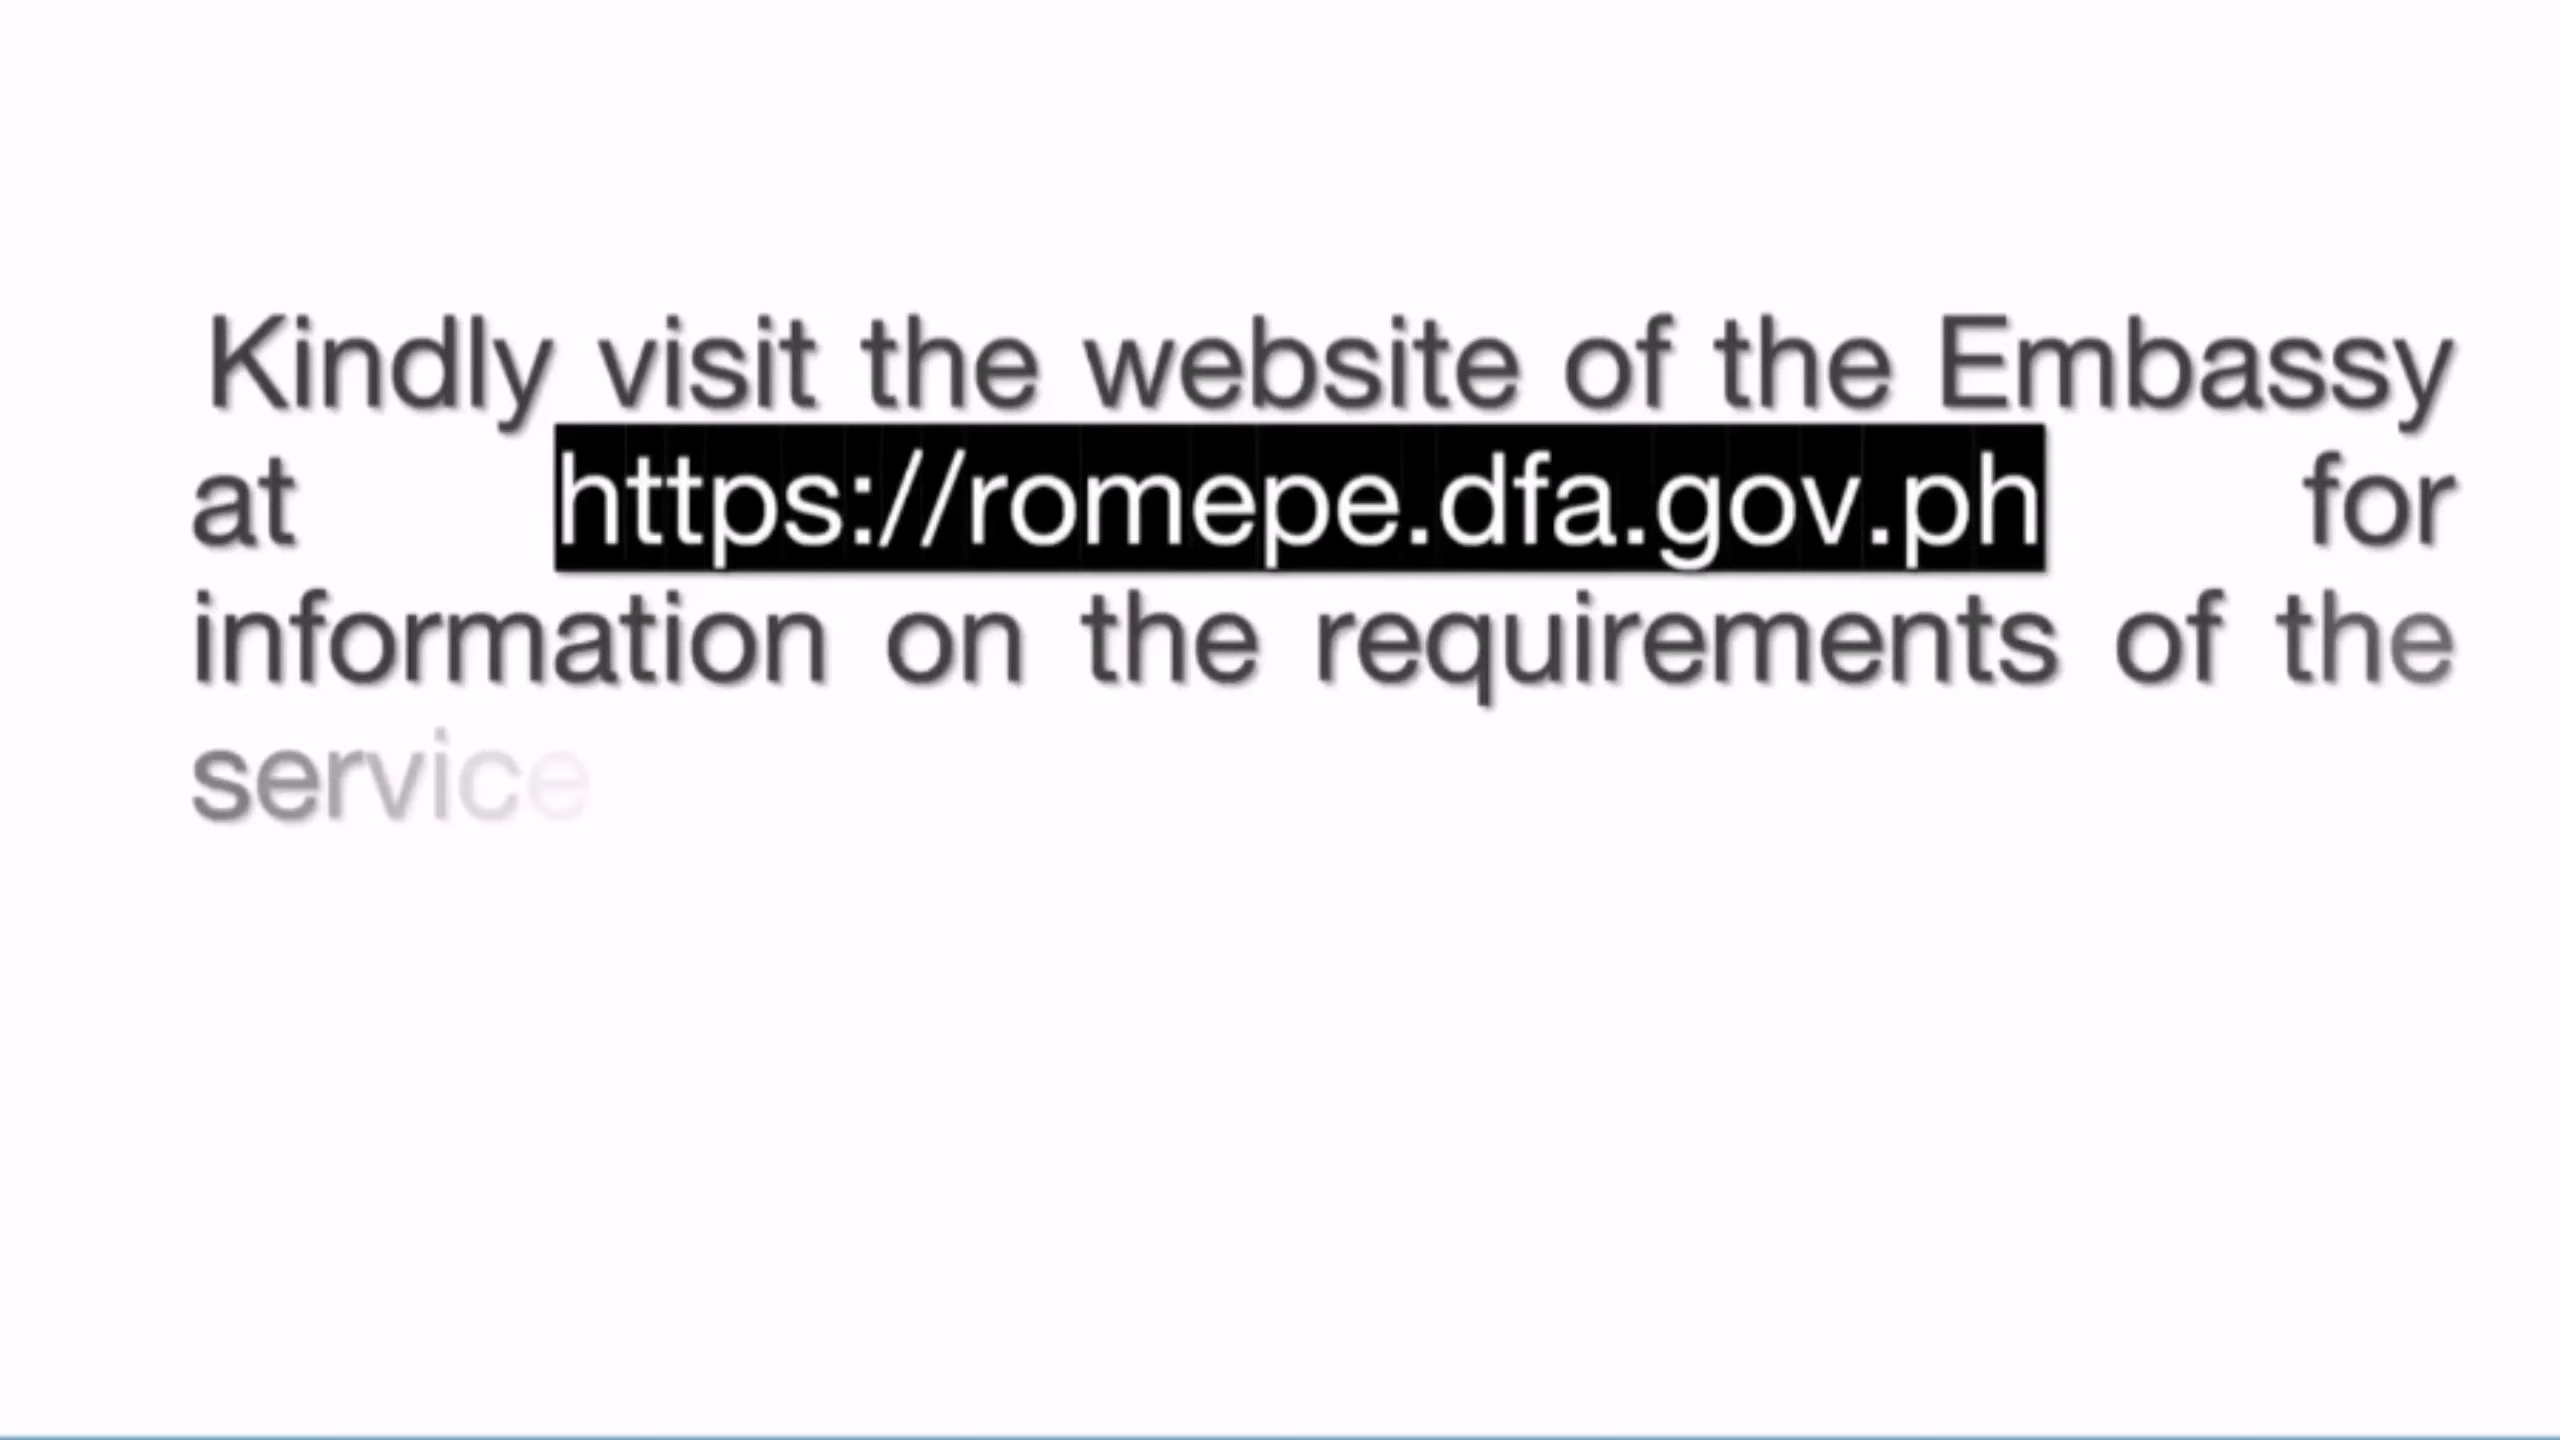 Kindly visit the website of the Embassy
at https://romepe.dfa.gov.ph for
information on the requirements of the
service